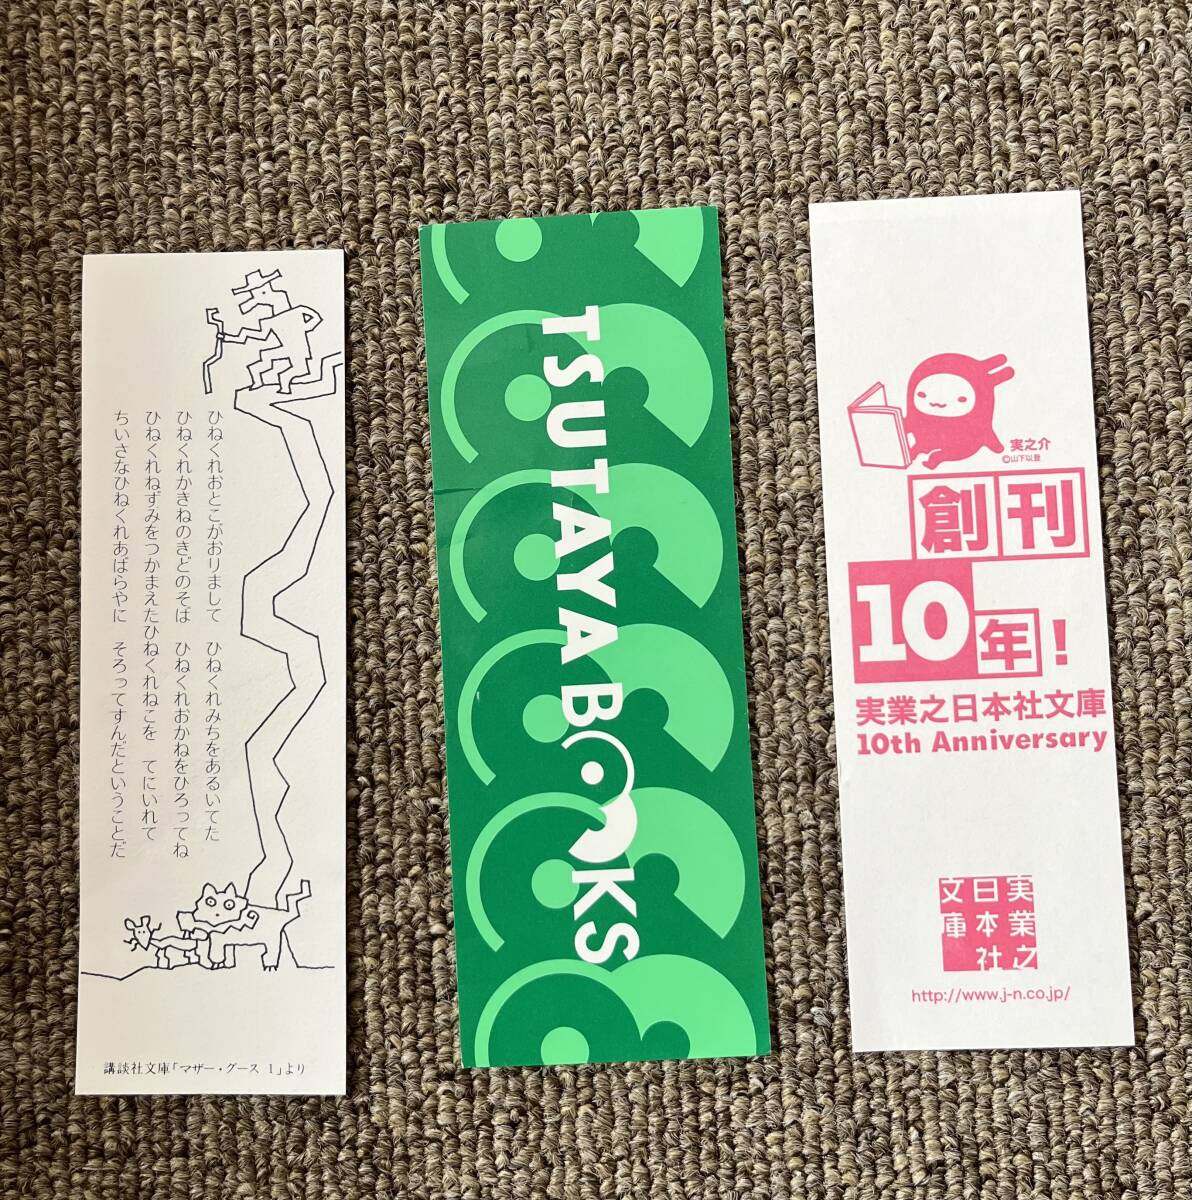 ひねくれおとこがおりまして　ひねくれみちをあるいてた
ひねくれかきねのきどのそば　ひねくれおかねをひろってね
ひねくれねずみをつかまえたひねくれねこを　てにいれて
ちいさなひねくれあばらやに　そろってすんだということだ
講談社文庫「マザー・グース 1」より
TSUTAYA BOOKS
実之介
©山下以登
創刊
10年!
実業之日本社文庫
10th Anniversary
実業之
日本社
文庫
http://www.j-n.co.jp/